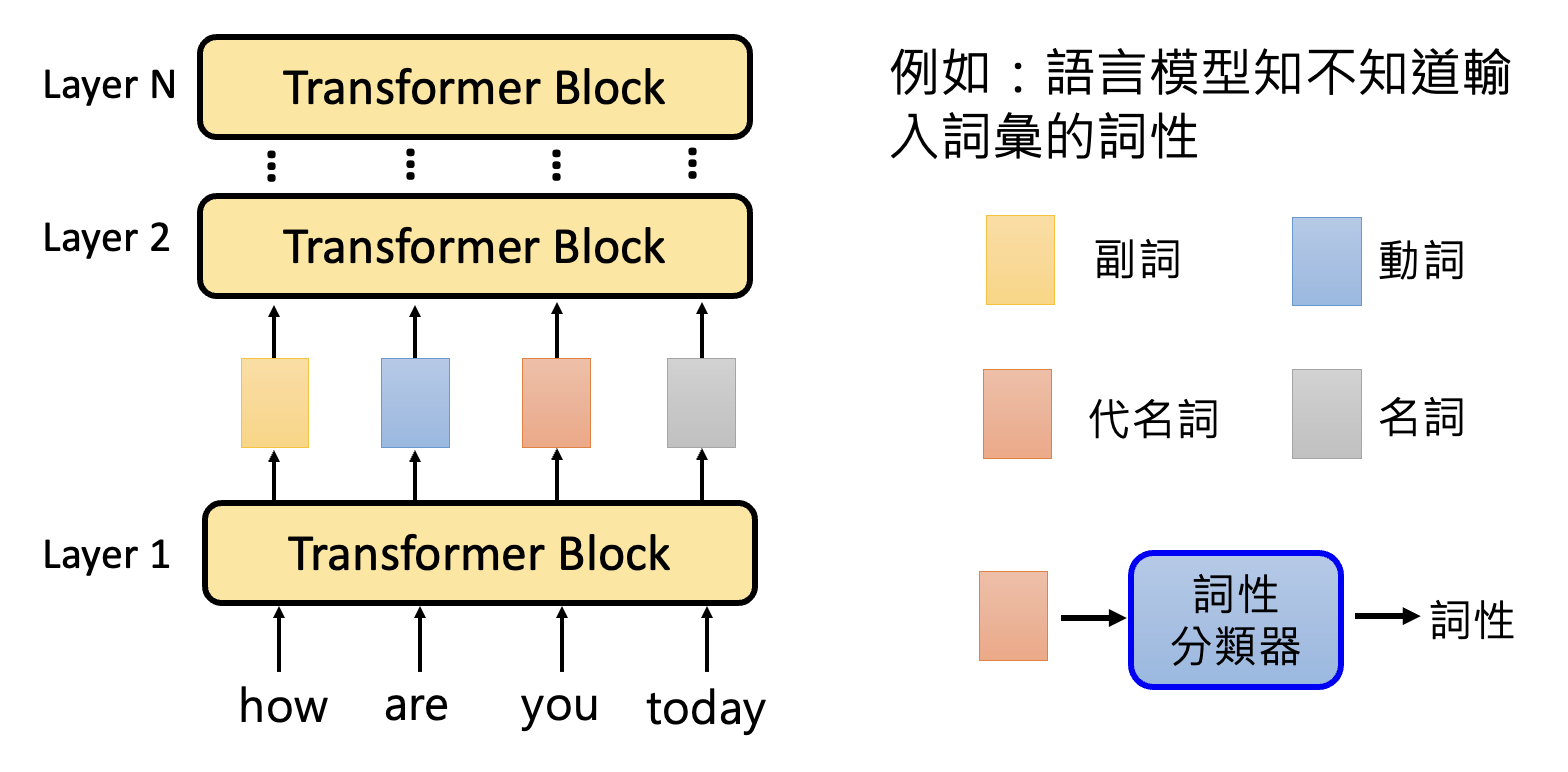 Layer N
Transformer Block
Layer 2
Transformer Block
Layer 1
Transformer Block
how are you today
例如：語言模型知不知道輸
入詞彙的詞性
副詞
動詞
代名詞
名詞
詞性
分類器
詞性